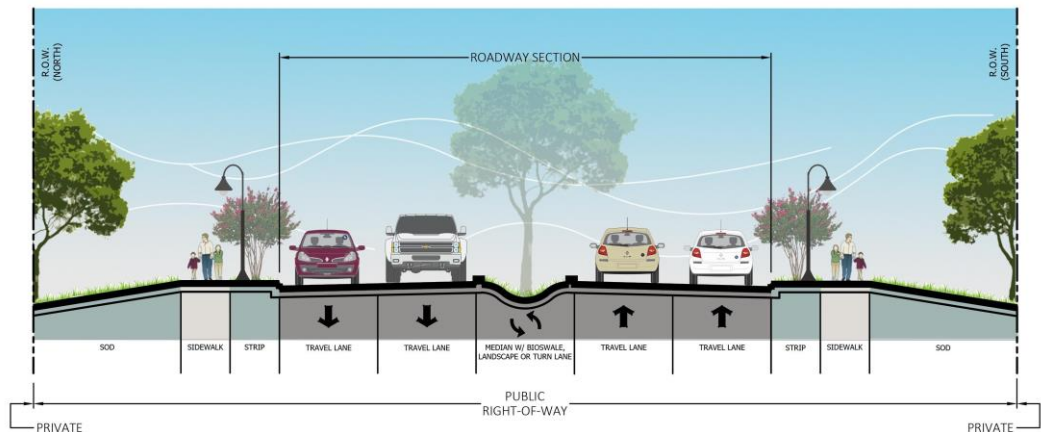 R.O.W.
(NORTH)
ROADWAY SECTION
R.O.W.
(SOUTH)
SOD
SIDEWALK
STRIP
TRAVEL LANE
TRAVEL LANE
MEDIAN W/ BIOSWALE,
LANDSCAPE OR TURN LANE
TRAVEL LANE
TRAVEL LANE
STRIP
SIDEWALK
SOD
PUBLIC
RIGHT-OF-WAY
PRIVATE
PRIVATE